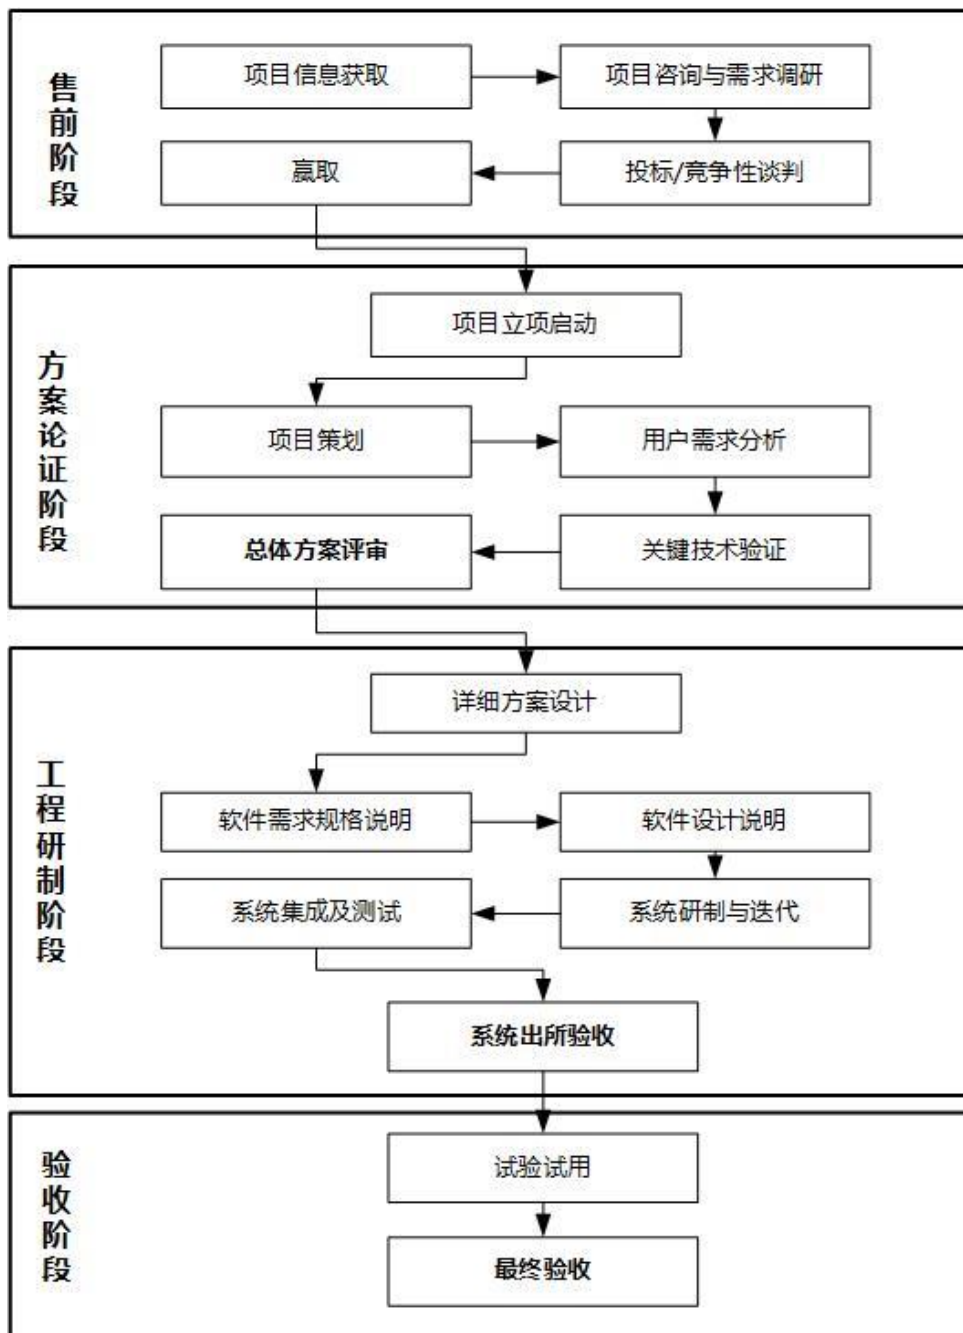 售前阶段
项目信息获取
项目咨询与需求调研
投标/竞争性谈判
赢取
方案论证阶段
项目立项启动
项目策划
用户需求分析
关键技术验证
总体方案评审
工程研制阶段
详细方案设计
软件需求规格说明
软件设计说明
系统研制与迭代
系统集成及测试
系统出所验收
验收阶段
试验试用
最终验收